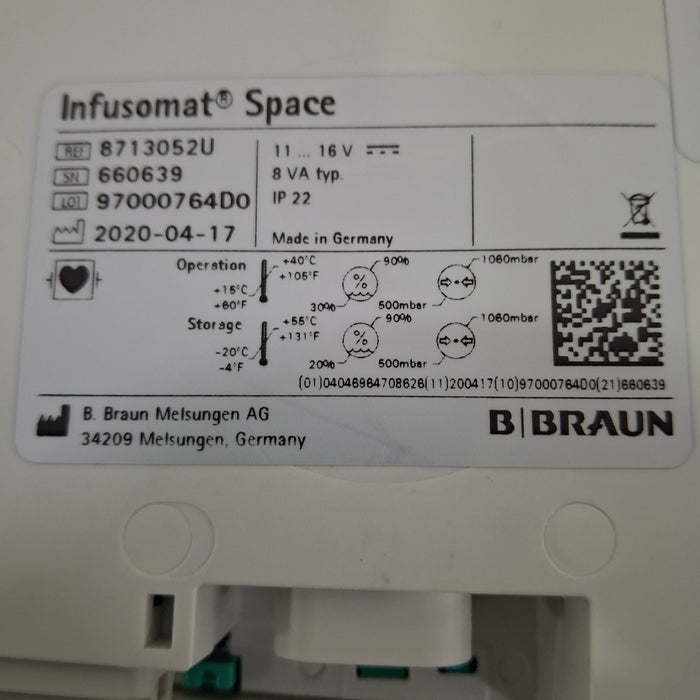 Infusomat® Space
REF 8713052U
SN 660639
LOT 97000764D0
2020-04-17
11 ... 16 V
8 VA typ.
IP 22
Made in Germany
Operation
+40°C
+105°F
+15°C
+60°F
90%
%
30%
1060mbar
500mbar
Storage
+55°C
+131°F
-20°C
-4°F
90%
%
20%
1060mbar
500mbar
(01)04046964708626(11)200417(10)97000764D0(21)660639
B. Braun Melsungen AG
34209 Melsungen, Germany
B|BRAUN